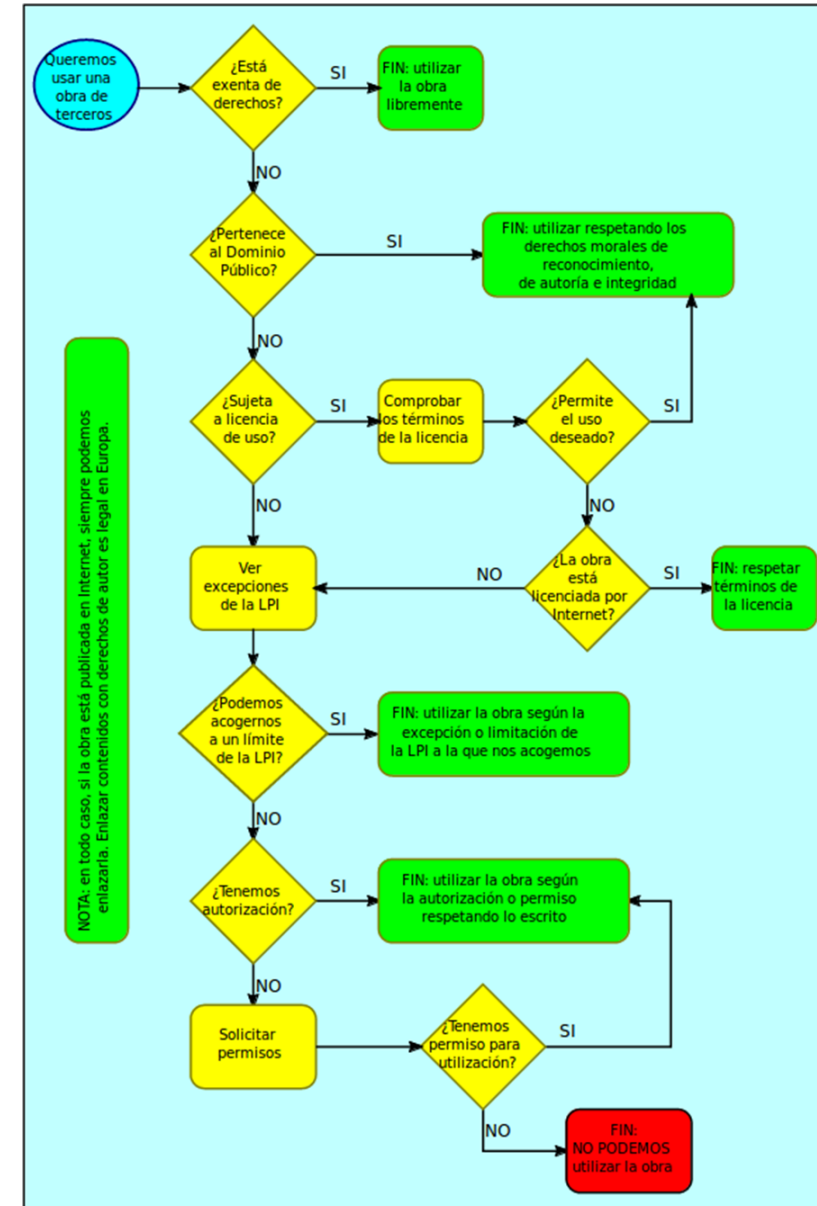 Queremos
usar una
obra de
terceros
¿Está
exenta de
derechos?
SI
FIN: utilizar
la obra
libremente
NO
¿Pertenece
al Dominio
Público?
SI
FIN: utilizar respetando los
derechos morales de
reconocimiento,
de autoría e integridad
NO
¿Sujeta
a licencia
de uso?
SI
Comprobar
los términos
de la licencia
¿Permite
el uso
deseado?
SI
NO
NO
Ver
excepciones
de la LPI
NO
¿La obra
está
licenciada por
Internet?
SI
FIN: respetar
términos de
la licencia
¿Podemos
acogernos
a un límite
de la LPI?
SI
FIN: utilizar la obra según la
excepción o limitación de
la LPI a la que nos acogemos
NO
¿Tenemos
autorización?
SI
FIN: utilizar la obra según
la autorización o permiso
respetando lo escrito
NO
Solicitar
permisos
¿Tenemos
permiso para
utilización?
SI
NO
FIN:
NO PODEMOS
utilizar la obra
NOTA: en todo caso, si la obra está publicada en Internet, siempre podemos
enlazarla. Enlazar contenidos con derechos de autor es legal en Europa.